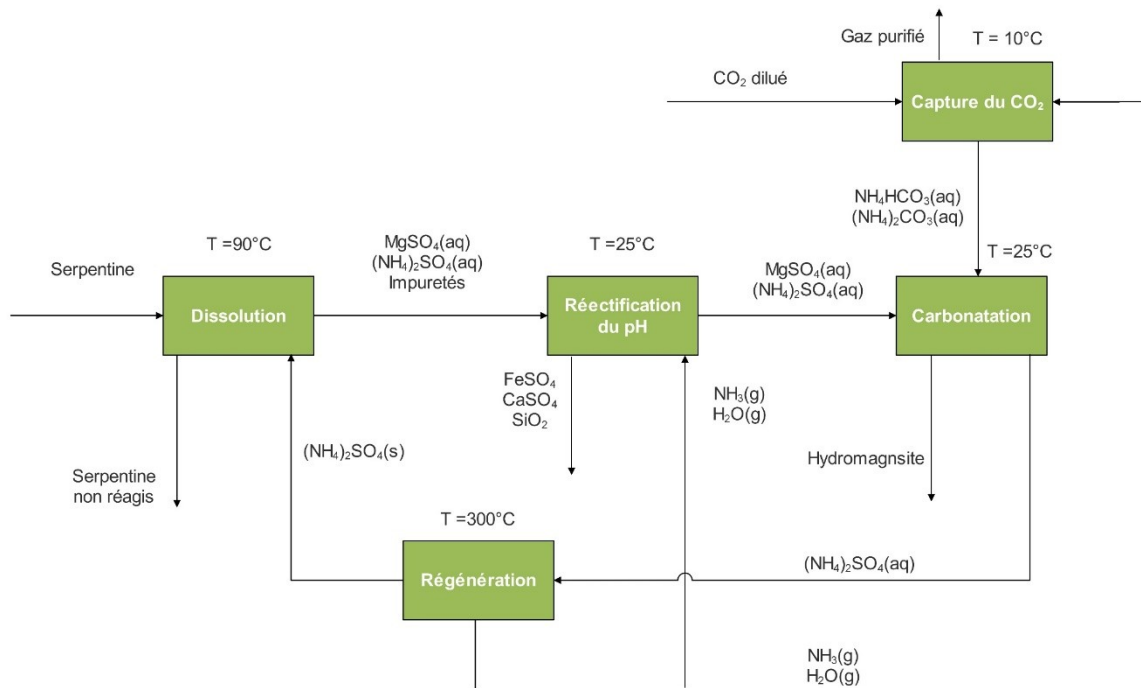 Gaz purifié
T = 10°C
CO₂ dilué
Capture du CO₂
NH₄HCO₃(aq)
(NH₄)₂CO₃(aq)
T =90°C
MgSO₄(aq)
(NH₄)₂SO₄(aq)
Impuretés
T =25°C
MgSO₄(aq)
(NH₄)₂SO₄(aq)
T =25°C
Serpentine
Dissolution
Réectification
du pH
Carbonatation
FeSO₄
CaSO₄
SiO₂
NH₃(g)
H₂O(g)
(NH₄)₂SO₄(s)
Serpentine
non réagis
Hydromagnsite
T =300°C
Régénération
(NH₄)₂SO₄(aq)
NH₃(g)
H₂O(g)